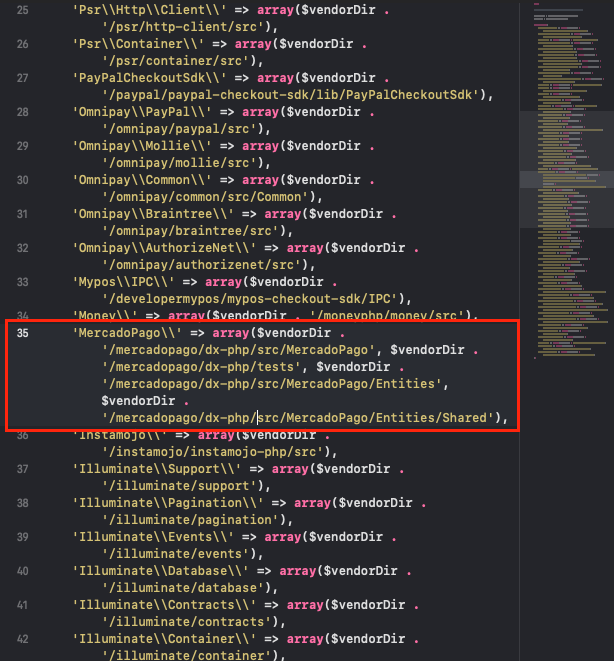 25 'Psr\\Http\\Client\\' => array($vendorDir .
'/psr/http-client/src'),
26 'Psr\\Container\\' => array($vendorDir .
'/psr/container/src'),
27 'PayPalCheckoutSdk\\' => array($vendorDir .
'/paypal/paypal-checkout-sdk/lib/PayPalCheckoutSdk'),
28 'Omnipay\\PayPal\\' => array($vendorDir .
'/omnipay/paypal/src'),
29 'Omnipay\\Mollie\\' => array($vendorDir .
'/omnipay/mollie/src'),
30 'Omnipay\\Common\\' => array($vendorDir .
'/omnipay/common/src/Common'),
31 'Omnipay\\Braintree\\' => array($vendorDir .
'/omnipay/braintree/src'),
32 'Omnipay\\AuthorizeNet\\' => array($vendorDir .
'/omnipay/authorizenet/src'),
33 'Mypos\\IPC\\' => array($vendorDir .
'/developermypos/mypos-checkout-sdk/IPC'),
34 'Money\\' => array($vendorDir . '/moneyphp/money/src'),
35 'MercadoPago\\' => array($vendorDir .
'/mercadopago/dx-php/src/MercadoPago', $vendorDir .
'/mercadopago/dx-php/tests', $vendorDir .
'/mercadopago/dx-php/src/MercadoPago/Entities',
$vendorDir .
'/mercadopago/dx-php/src/MercadoPago/Entities/Shared'),
36 'Instamojo\\' => array($vendorDir .
'/instamojo/instamojo-php/src'),
37 'Illuminate\\Support\\' => array($vendorDir .
'/illuminate/support'),
38 'Illuminate\\Pagination\\' => array($vendorDir .
'/illuminate/pagination'),
39 'Illuminate\\Events\\' => array($vendorDir .
'/illuminate/events'),
40 'Illuminate\\Database\\' => array($vendorDir .
'/illuminate/database'),
41 'Illuminate\\Contracts\\' => array($vendorDir .
'/illuminate/contracts'),
42 'Illuminate\\Container\\' => array($vendorDir .
'/illuminate/container'),